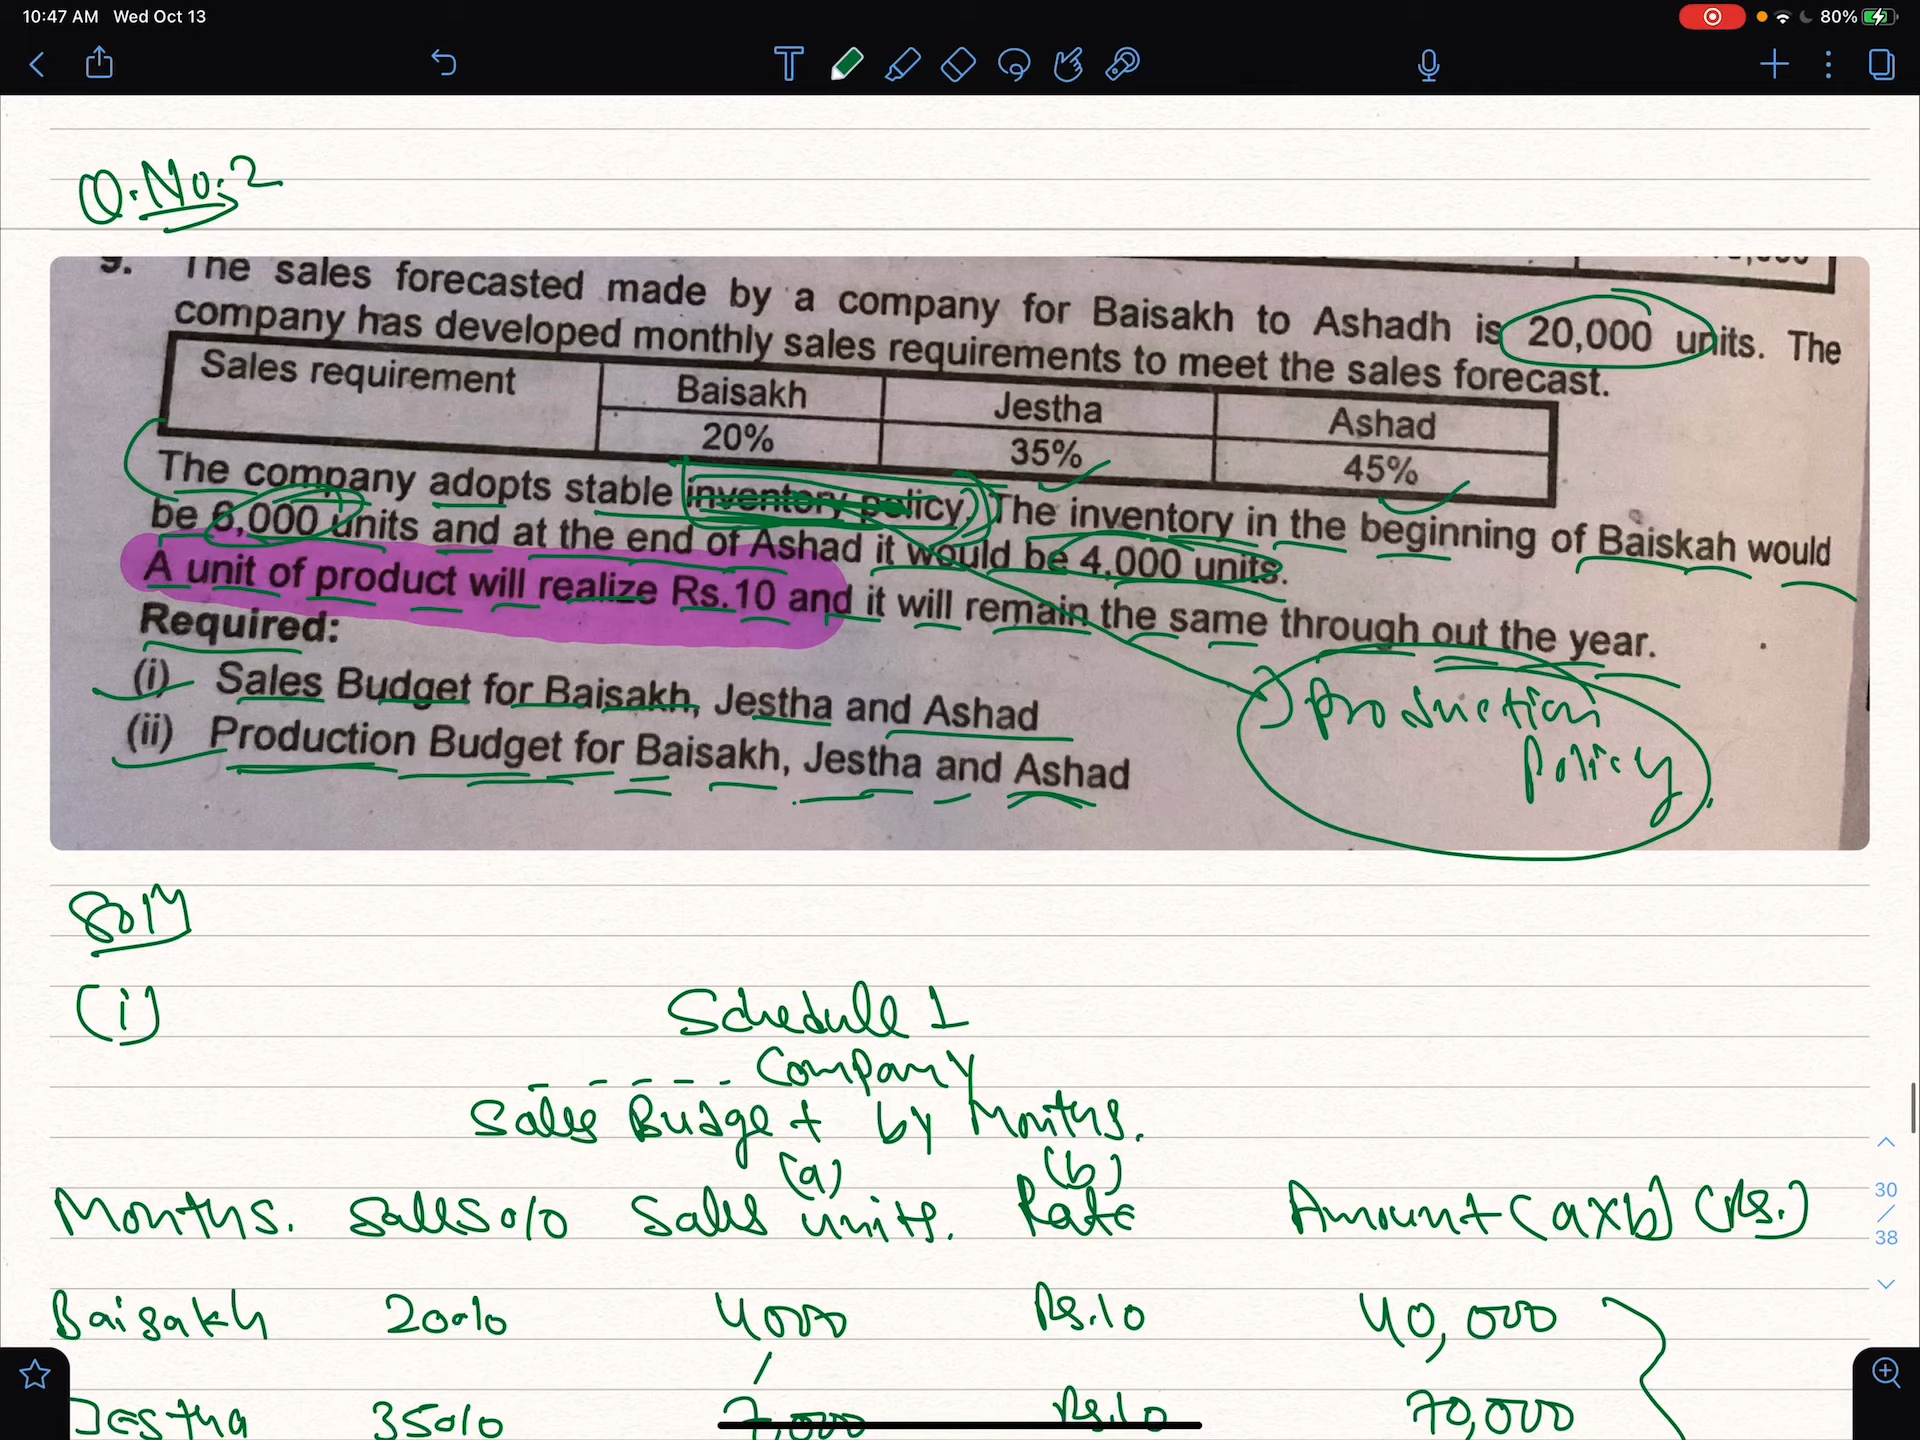 10:47 AM Wed Oct 13
80%
Q.No.2
9. The sales forecasted made by a company for Baisakh to Ashadh is 20,000 units. The
company has developed monthly sales requirements to meet the sales forecast.
Sales requirement Baisakh Jestha Ashad
20% 35% 45%
The company adopts stable inventory policy. The inventory in the beginning of Baiskah would
be 6,000 units and at the end of Ashad it would be 4,000 units.
A unit of product will realize Rs.10 and it will remain the same through out the year.
Required:
(i) Sales Budget for Baisakh, Jestha and Ashad
(ii) Production Budget for Baisakh, Jestha and Ashad
Production
Policy
Soln
(i)
Schedule 1
Company
Sales Budget by Months.
(a) (b)
Months. Sales% Sales units. Rate Amount(a×b) (Rs.)
Baisakh 20% 4000 Rs.10 40,000
Jestha 35% 7,000 Rs.10 70,000
30
/
38